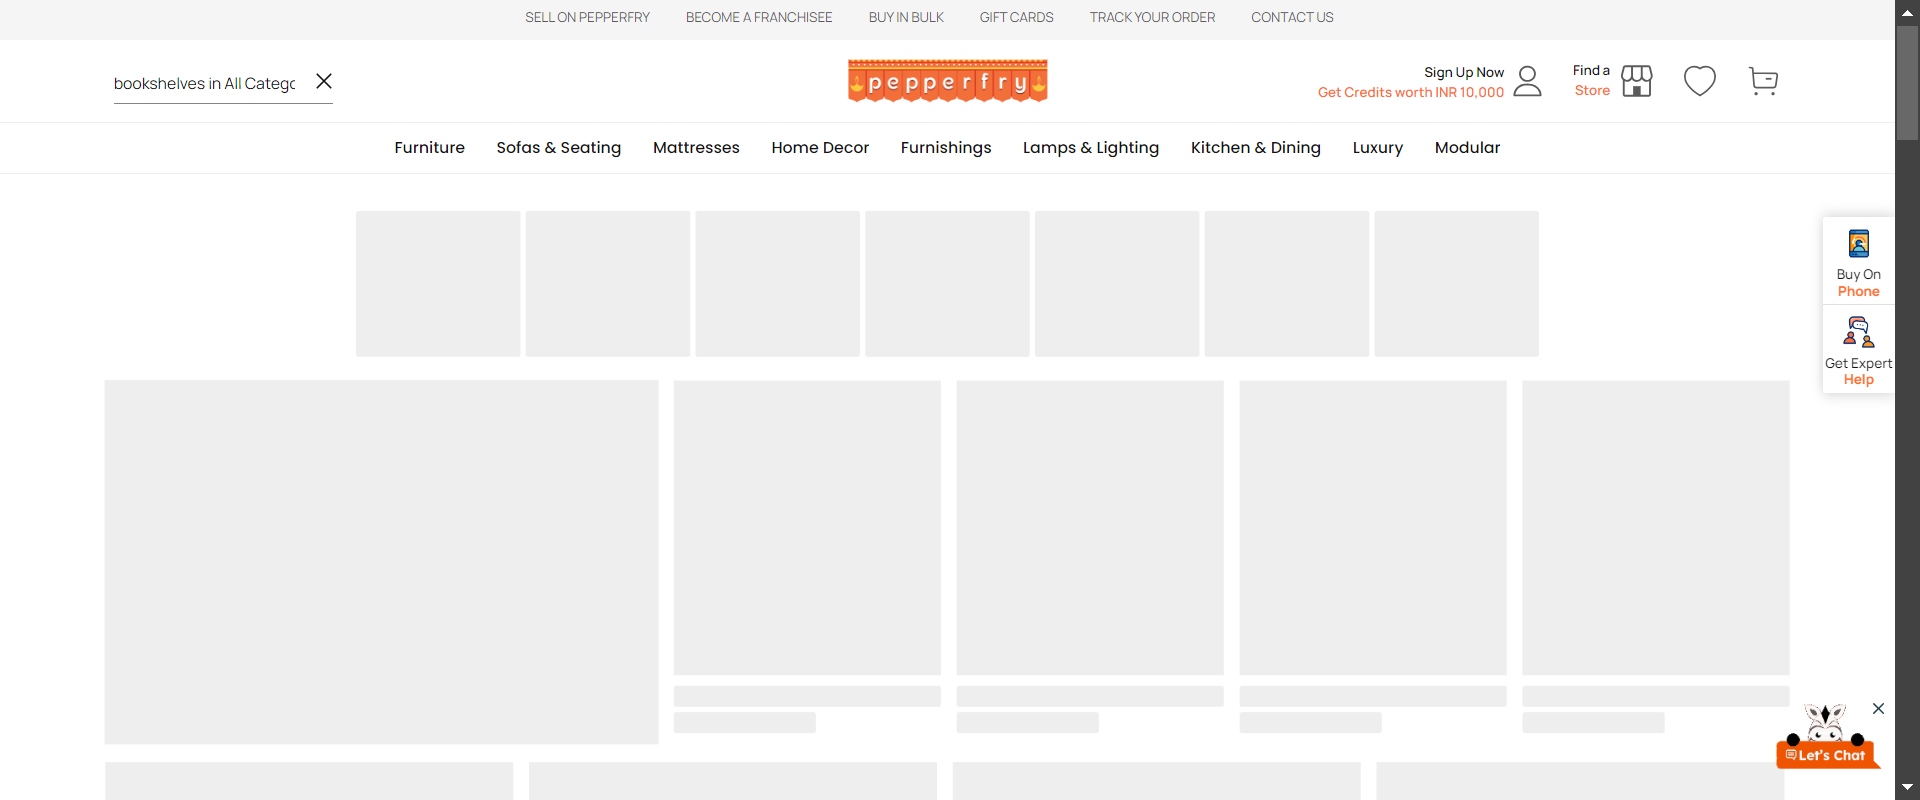 SELL ON PEPPERFRY BECOME A FRANCHISEE BUY IN BULK GIFT CARDS TRACK YOUR ORDER CONTACT US
bookshelves in All Catego
pepperfry
Sign Up Now
Get Credits worth INR 10,000
Find a
Store
Furniture Sofas & Seating Mattresses Home Decor Furnishings Lamps & Lighting Kitchen & Dining Luxury Modular
Buy On
Phone
Get Expert
Help
Let's Chat